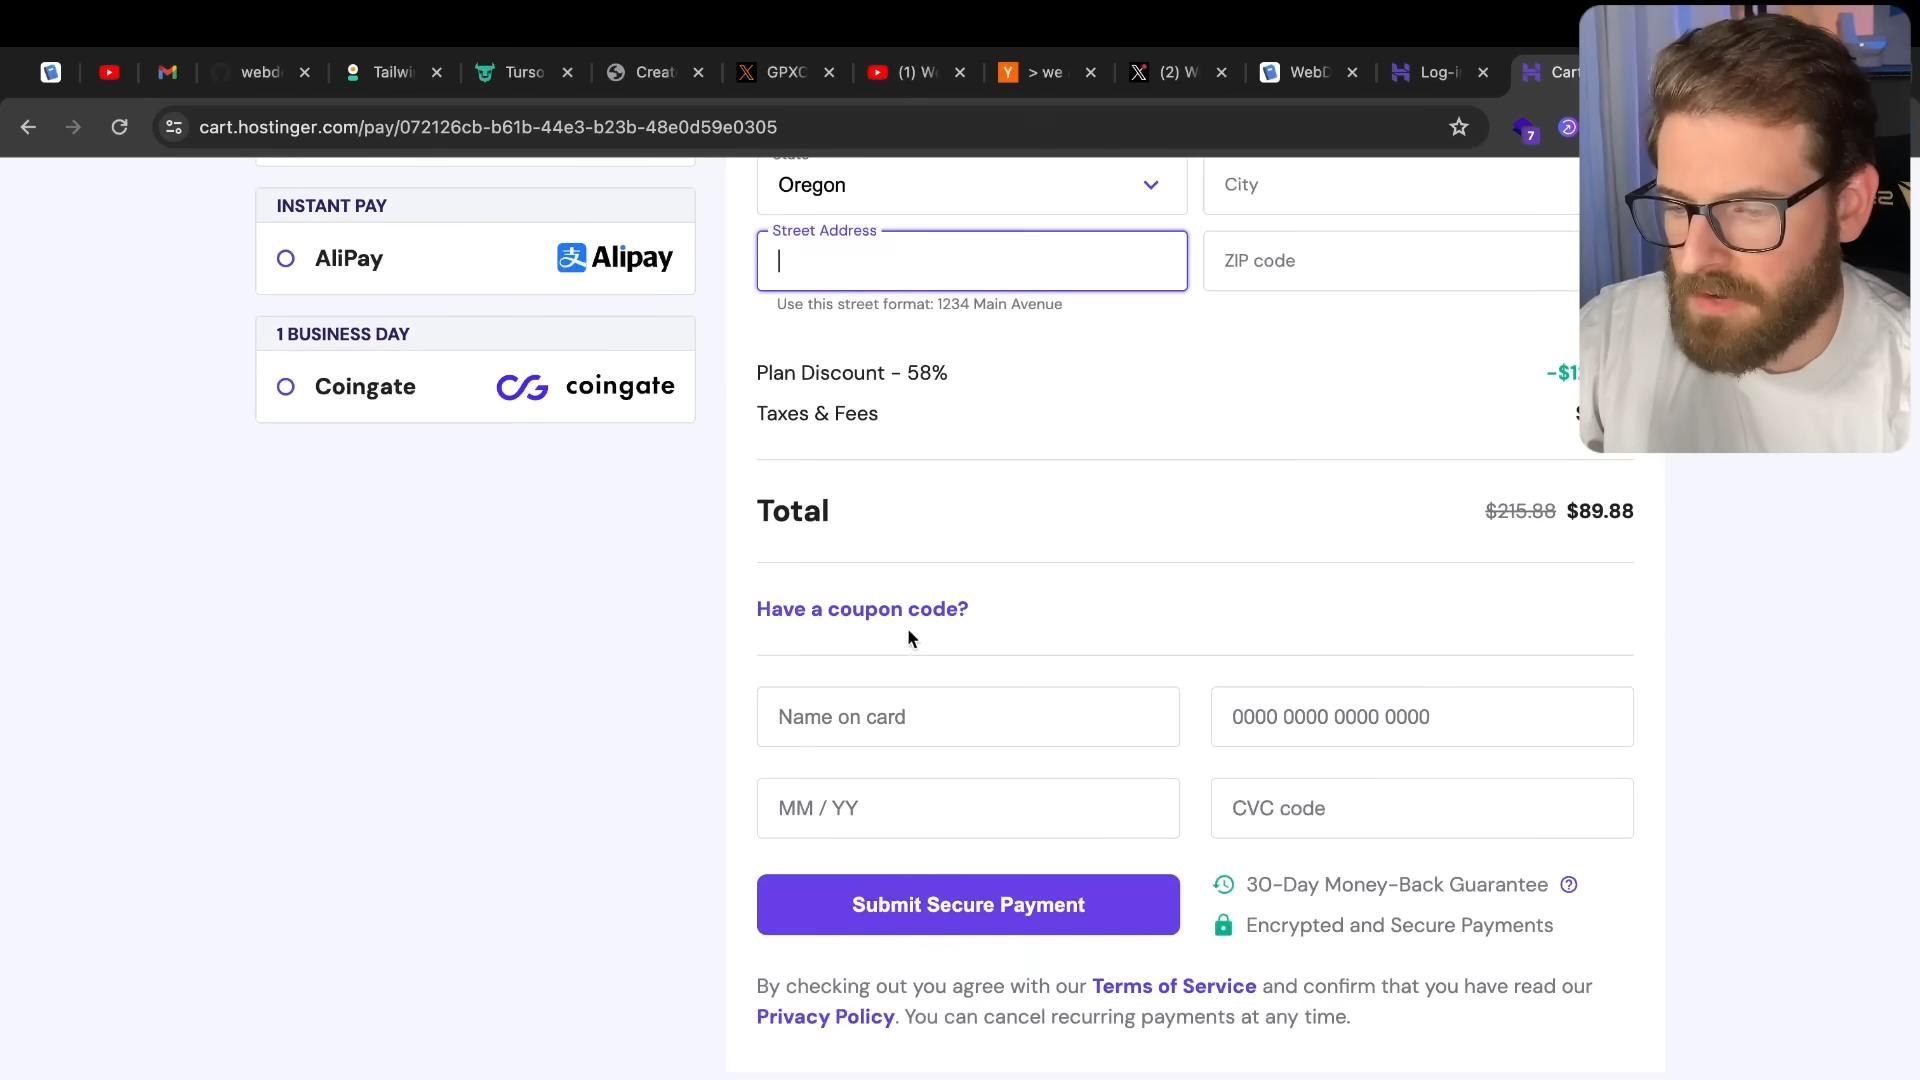 webd
Tailwi
Turso
Creat
GPXC
(1) W
> we
(2) W
WebD
Log-i
Cart
cart.hostinger.com/pay/072126cb-b61b-44e3-b23b-48e0d59e0305
7
INSTANT PAY
AliPay
支 Alipay
1 BUSINESS DAY
Coingate
coingate
Oregon
City
Street Address
ZIP code
Use this street format: 1234 Main Avenue
Plan Discount - 58%
-$1
Taxes & Fees
Total
$215.88 $89.88
Have a coupon code?
Name on card
0000 0000 0000 0000
MM / YY
CVC code
Submit Secure Payment
30-Day Money-Back Guarantee
Encrypted and Secure Payments
By checking out you agree with our Terms of Service and confirm that you have read our
Privacy Policy. You can cancel recurring payments at any time.